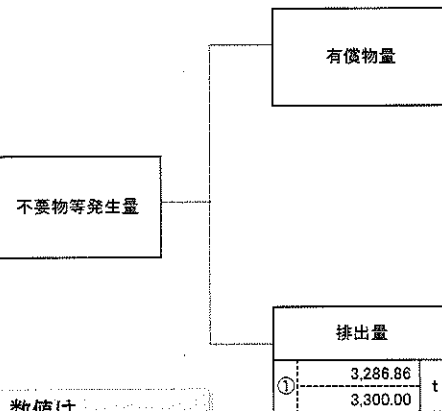 有償物量
不要物等発生量
排出量
①
3,286.86
3,300.00
t
数値は